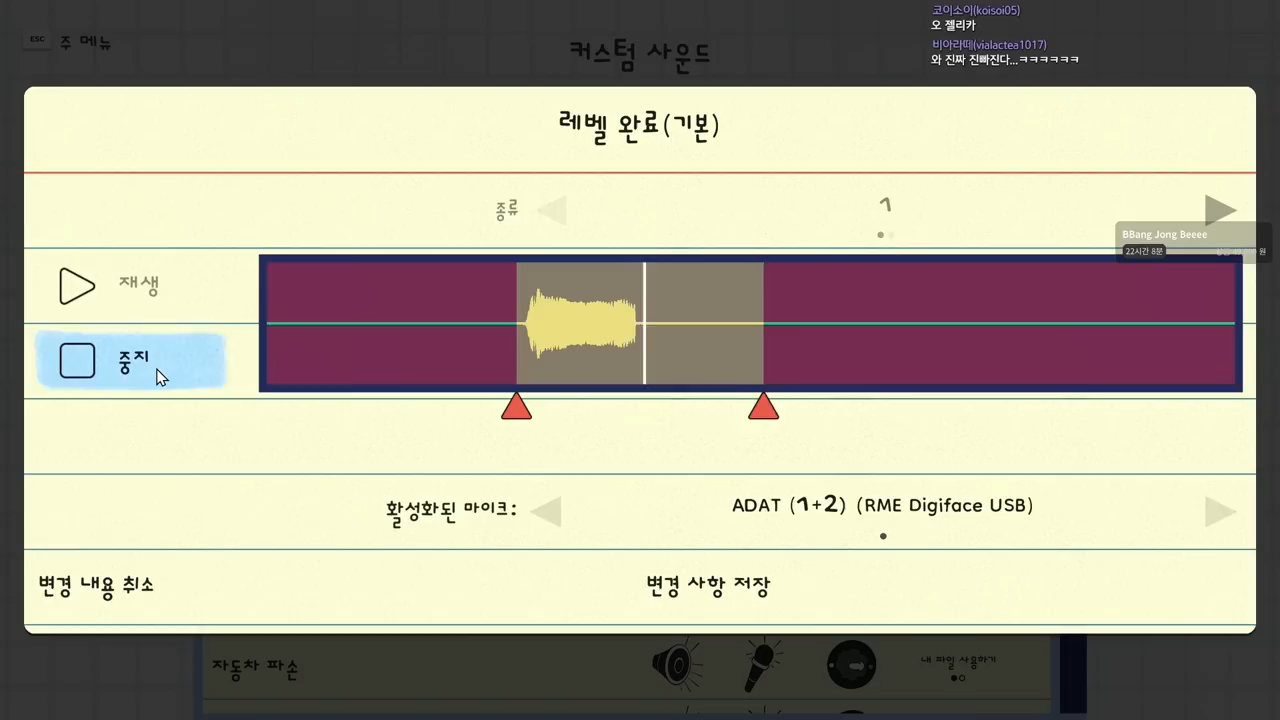 코이소이(koisoi05)
오 젤리카
비아라떼(vialactea1017)
와 진짜 진빠진다...ㅋㅋㅋㅋㅋㅋ
ESC 주 메뉴
커스텀 사운드
레벨 완료(기본)
종류
1
BBang Jong Beeee
22시간 8분
재생
중지
활성화된 마이크:
ADAT (1+2) (RME Digiface USB)
변경 내용 취소
변경 사항 저장
자동차 파손
내 파일 사용하기